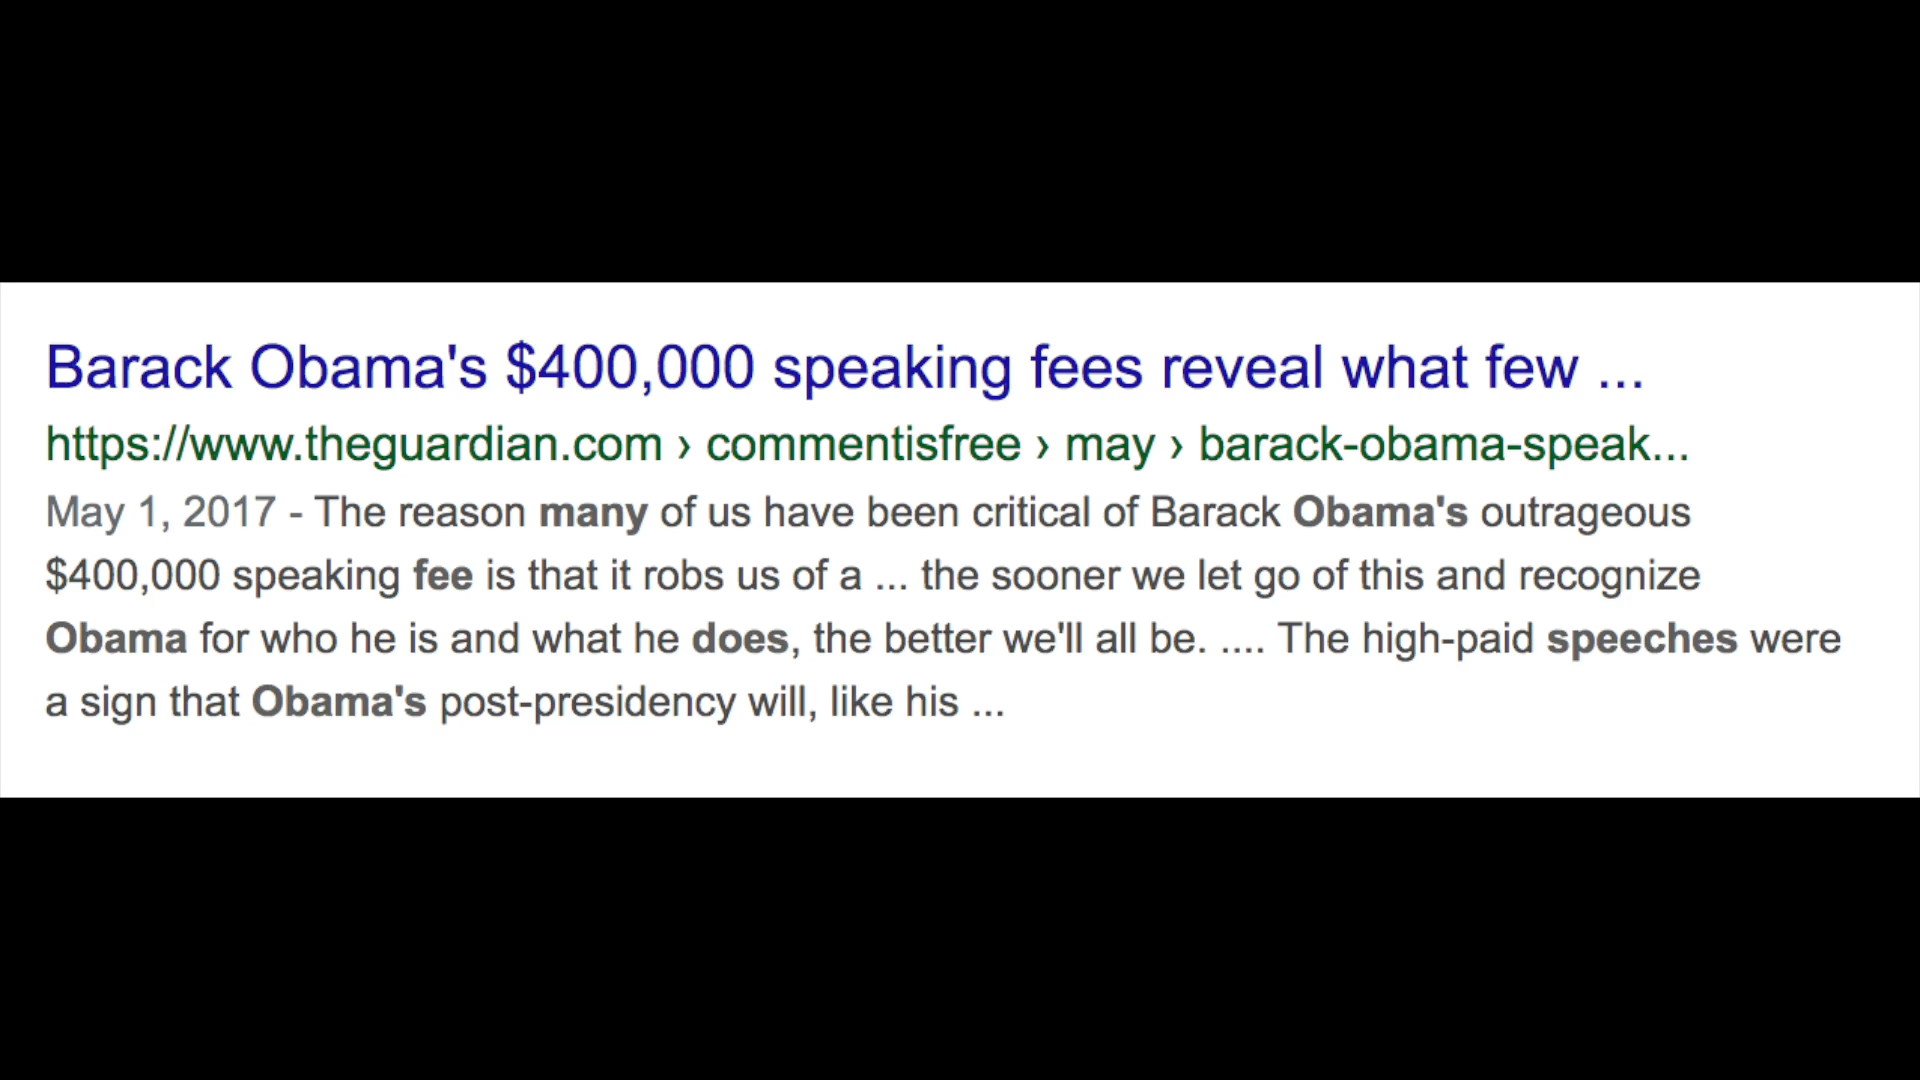 Barack Obama's $400,000 speaking fees reveal what few ...
https://www.theguardian.com › commentisfree › may › barack-obama-speak...
May 1, 2017 - The reason many of us have been critical of Barack Obama's outrageous
$400,000 speaking fee is that it robs us of a ... the sooner we let go of this and recognize
Obama for who he is and what he does, the better we'll all be. .... The high-paid speeches were
a sign that Obama's post-presidency will, like his ...